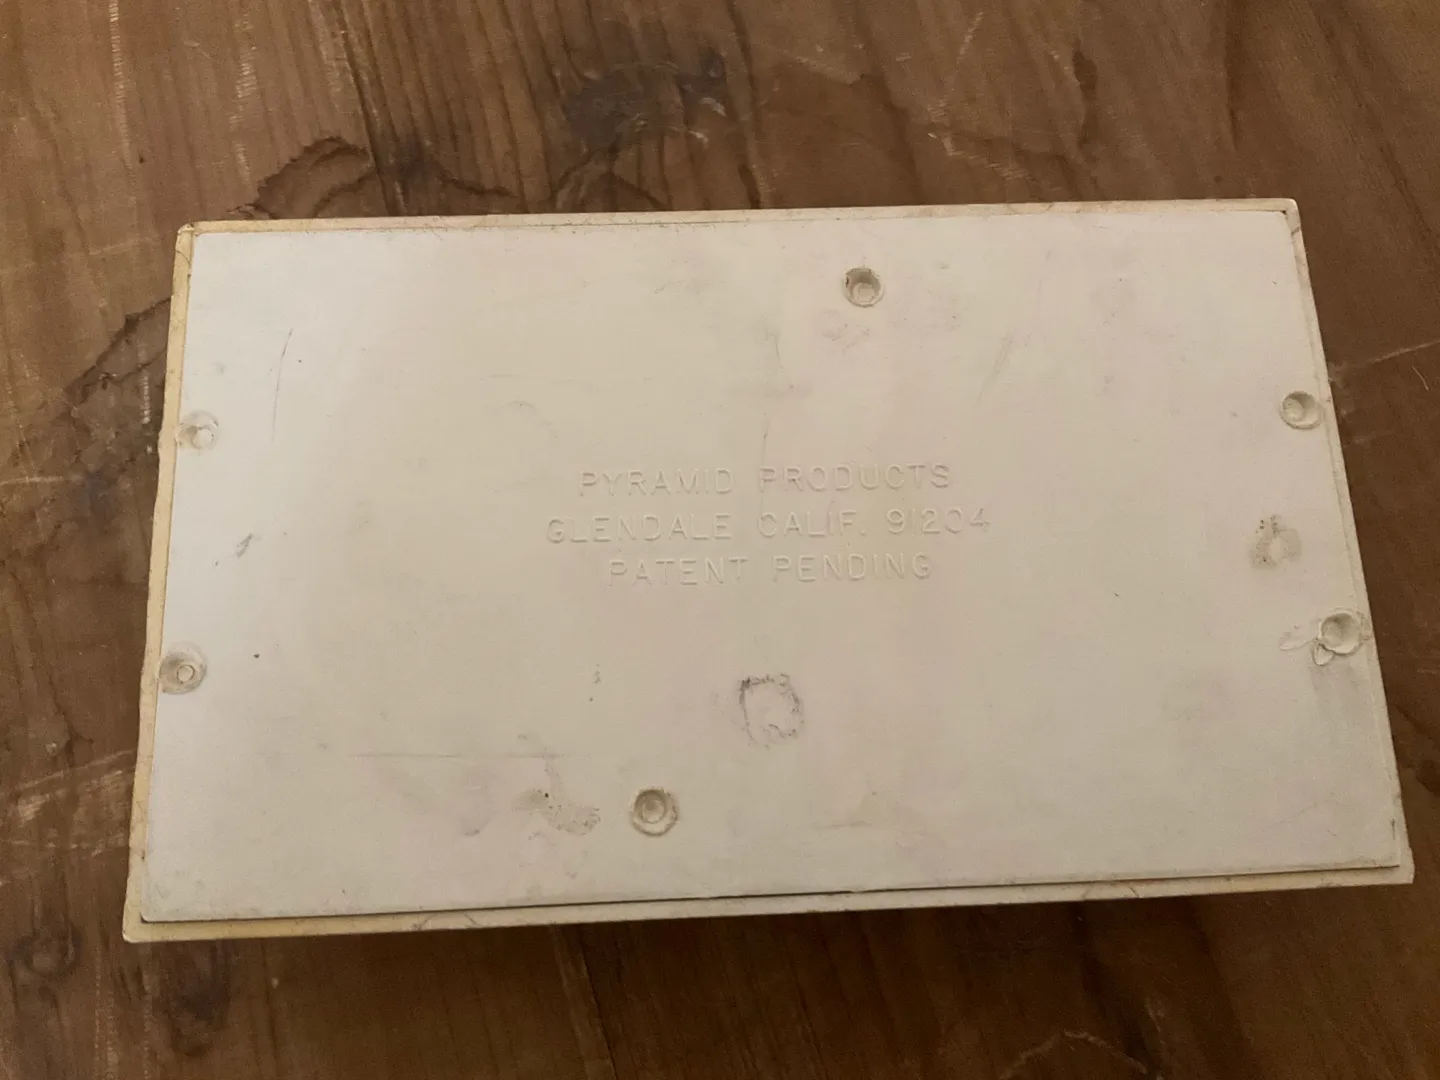 PYRAMID PRODUCTS
GLENDALE CALIF. 91204
PATENT PENDING